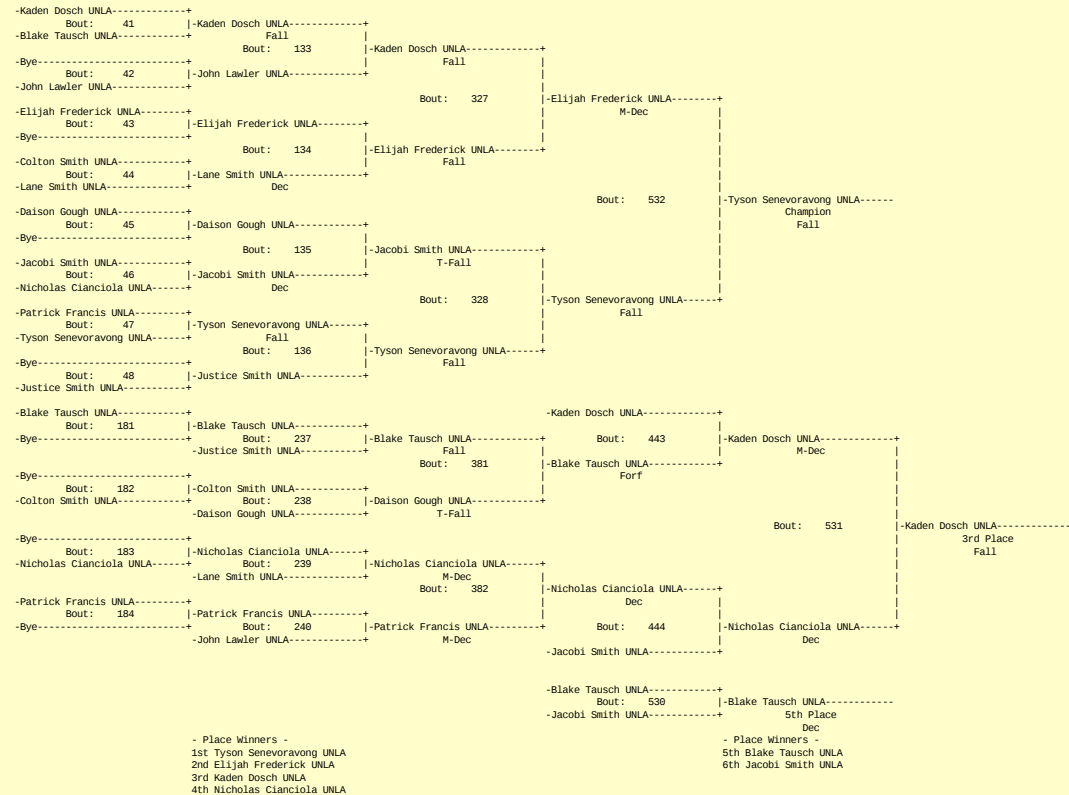 -Kaden Dosch UNLA-----------+
Bout: 41 |-Kaden Dosch UNLA------------+
-Blake Tausch UNLA-----------+ Fall |
Bout: 133 |-Kaden Dosch UNLA-------------+
-Bye-------------------------+ | Fall |
Bout: 42 |-John Lawler UNLA------------+ |
-John Lawler UNLA------------+ |
Bout: 327 |-Elijah Frederick UNLA--------+
-Elijah Frederick UNLA--------+ | M-Dec |
Bout: 43 |-Elijah Frederick UNLA--------+ | |
-Bye-------------------------+ | | |
Bout: 134 |-Elijah Frederick UNLA--------+ |
-Colton Smith UNLA-----------+ | Fall |
Bout: 44 |-Lane Smith UNLA-------------+ |
-Lane Smith UNLA-------------+ Dec |
Bout: 532 |-Tyson Senevoravong UNLA------
-Daison Gough UNLA-----------+ | Champion
Bout: 45 |-Daison Gough UNLA-----------+ | Fall
-Bye-------------------------+ | |
Bout: 135 |-Jacobi Smith UNLA------------+ |
-Jacobi Smith UNLA-----------+ | T-Fall | |
Bout: 46 |-Jacobi Smith UNLA-----------+ | |
-Nicholas Cianciola UNLA------+ Dec | |
Bout: 328 |-Tyson Senevoravong UNLA------+
-Patrick Francis UNLA---------+ | Fall
Bout: 47 |-Tyson Senevoravong UNLA------+ |
-Tyson Senevoravong UNLA------+ Fall | |
Bout: 136 |-Tyson Senevoravong UNLA------+
-Bye-------------------------+ | Fall
Bout: 48 |-Justice Smith UNLA-----------+
-Justice Smith UNLA-----------+
-Blake Tausch UNLA-----------+ -Kaden Dosch UNLA------------+
Bout: 181 |-Blake Tausch UNLA-----------+ |
-Bye-------------------------+ Bout: 237 |-Blake Tausch UNLA------------+ Bout: 443 |-Kaden Dosch UNLA-------------+
-Justice Smith UNLA-----------+ Fall | | M-Dec |
Bout: 381 |-Blake Tausch UNLA-----------+ |
-Bye-------------------------+ | Forf |
Bout: 182 |-Colton Smith UNLA-----------+ | |
-Colton Smith UNLA-----------+ Bout: 238 |-Daison Gough UNLA------------+ |
-Daison Gough UNLA-----------+ T-Fall |
Bout: 531 |-Kaden Dosch UNLA-------------
-Bye-------------------------+ | 3rd Place
Bout: 183 |-Nicholas Cianciola UNLA------+ | Fall
-Nicholas Cianciola UNLA------+ Bout: 239 |-Nicholas Cianciola UNLA------+ |
-Lane Smith UNLA-------------+ M-Dec | |
Bout: 382 |-Nicholas Cianciola UNLA------+ |
-Patrick Francis UNLA---------+ | Dec | |
Bout: 184 |-Patrick Francis UNLA---------+ | | |
-Bye-------------------------+ Bout: 240 |-Patrick Francis UNLA---------+ Bout: 444 |-Nicholas Cianciola UNLA------+
-John Lawler UNLA------------+ M-Dec | Dec
-Jacobi Smith UNLA-----------+
-Blake Tausch UNLA-----------+
Bout: 530 |-Blake Tausch UNLA-----------
-Jacobi Smith UNLA-----------+ 5th Place
Dec
- Place Winners - - Place Winners -
1st Tyson Senevoravong UNLA 5th Blake Tausch UNLA
2nd Elijah Frederick UNLA 6th Jacobi Smith UNLA
3rd Kaden Dosch UNLA
4th Nicholas Cianciola UNLA